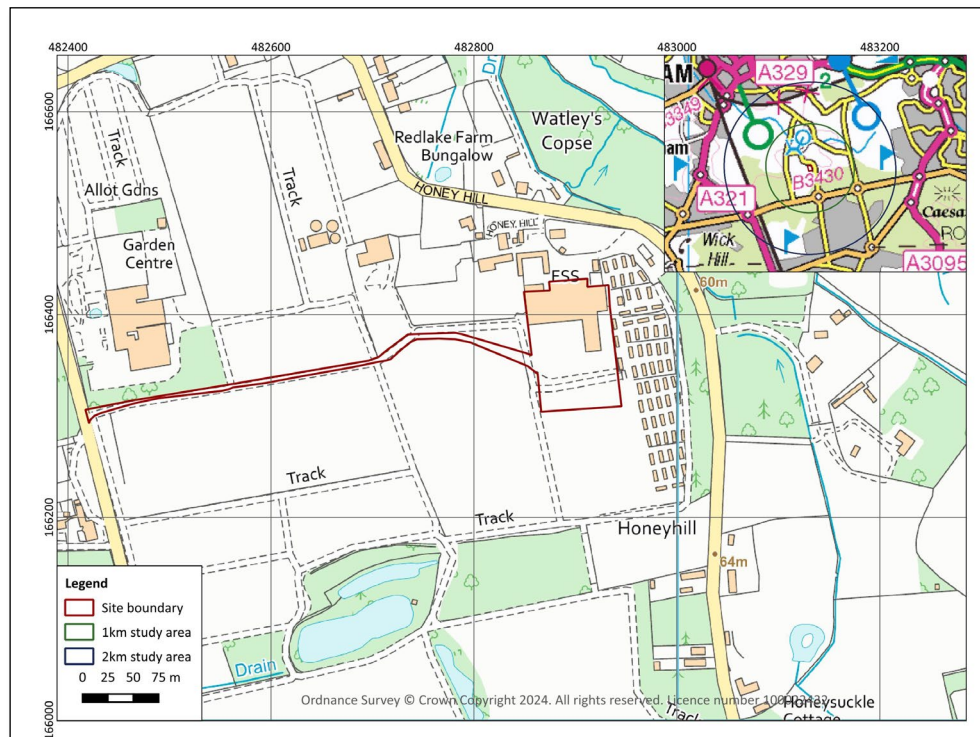 482400
482600
482800
483000
483200
166600
166400
166200
166000
Track
Allot Gdns
Garden
Centre
Track
Redlake Farm
Bungalow
HONEY HILL
HONEY HILL
Watley's
Copse
ESS
60m
Track
Track
Honeyhill
64m
Drain
Honeysuckle
Cottage
Track
A329
A321
B3430
A3095
Wick
Hill
Legend
Site boundary
1km study area
2km study area
0 25 50 75 m
Ordnance Survey © Crown Copyright 2024. All rights reserved. Licence number